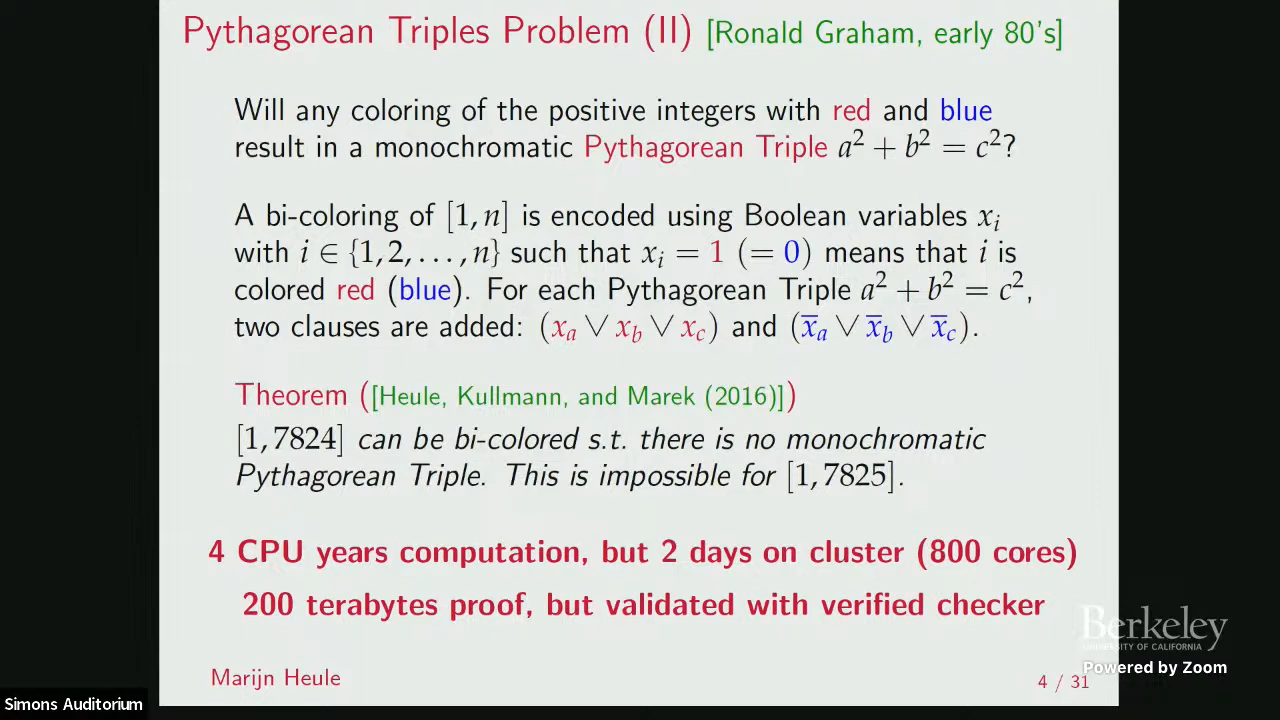 Pythagorean Triples Problem (II) [Ronald Graham, early 80's]
Will any coloring of the positive integers with red and blue
result in a monochromatic Pythagorean Triple a² + b² = c²?
A bi-coloring of [1, n] is encoded using Boolean variables xᵢ
with i ∈ {1, 2, . . . , n} such that xᵢ = 1 (= 0) means that i is
colored red (blue). For each Pythagorean Triple a² + b² = c²,
two clauses are added: (x_a ∨ x_b ∨ x_c) and (x̅_a ∨ x̅_b ∨ x̅_c).
Theorem ([Heule, Kullmann, and Marek (2016)])
[1, 7824] can be bi-colored s.t. there is no monochromatic
Pythagorean Triple. This is impossible for [1, 7825].
4 CPU years computation, but 2 days on cluster (800 cores)
200 terabytes proof, but validated with verified checker
Berkeley
UNIVERSITY OF CALIFORNIA
Powered by Zoom
Marijn Heule
4 / 31
Simons Auditorium